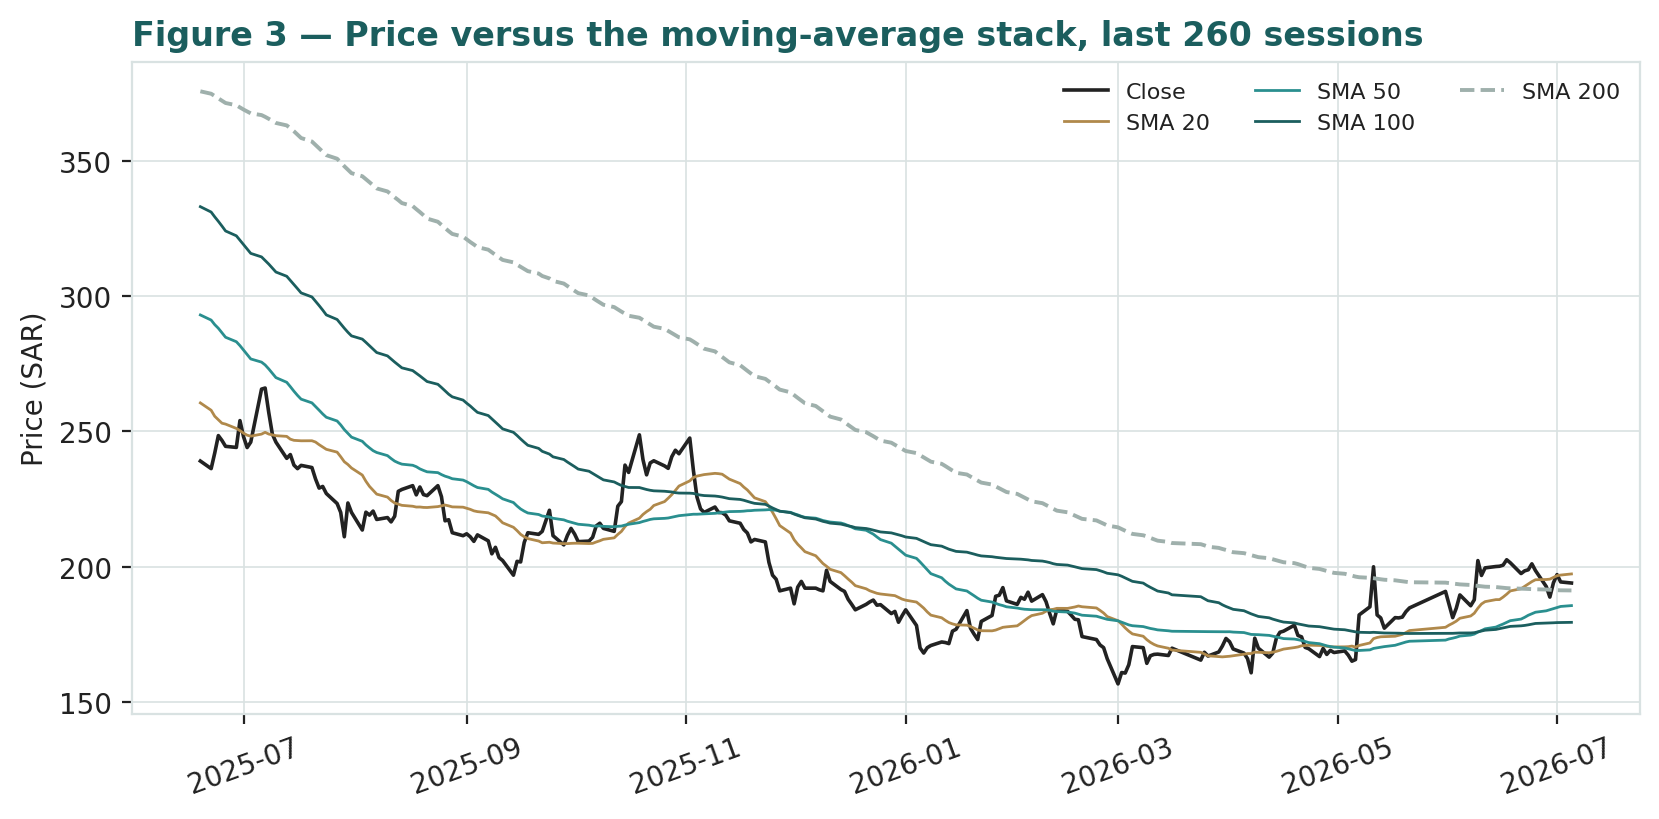 Figure 3 — Price versus the moving-average stack, last 260 sessions
Close
SMA 20
SMA 50
SMA 100
SMA 200
Price (SAR)
350
300
250
200
150
2025-07
2025-09
2025-11
2026-01
2026-03
2026-05
2026-07